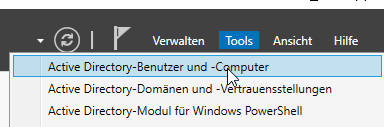 Verwalten Tools Ansicht Hilfe
Active Directory-Benutzer und -Computer
Active Directory-Domänen und -Vertrauensstellungen
Active Directory-Modul für Windows PowerShell